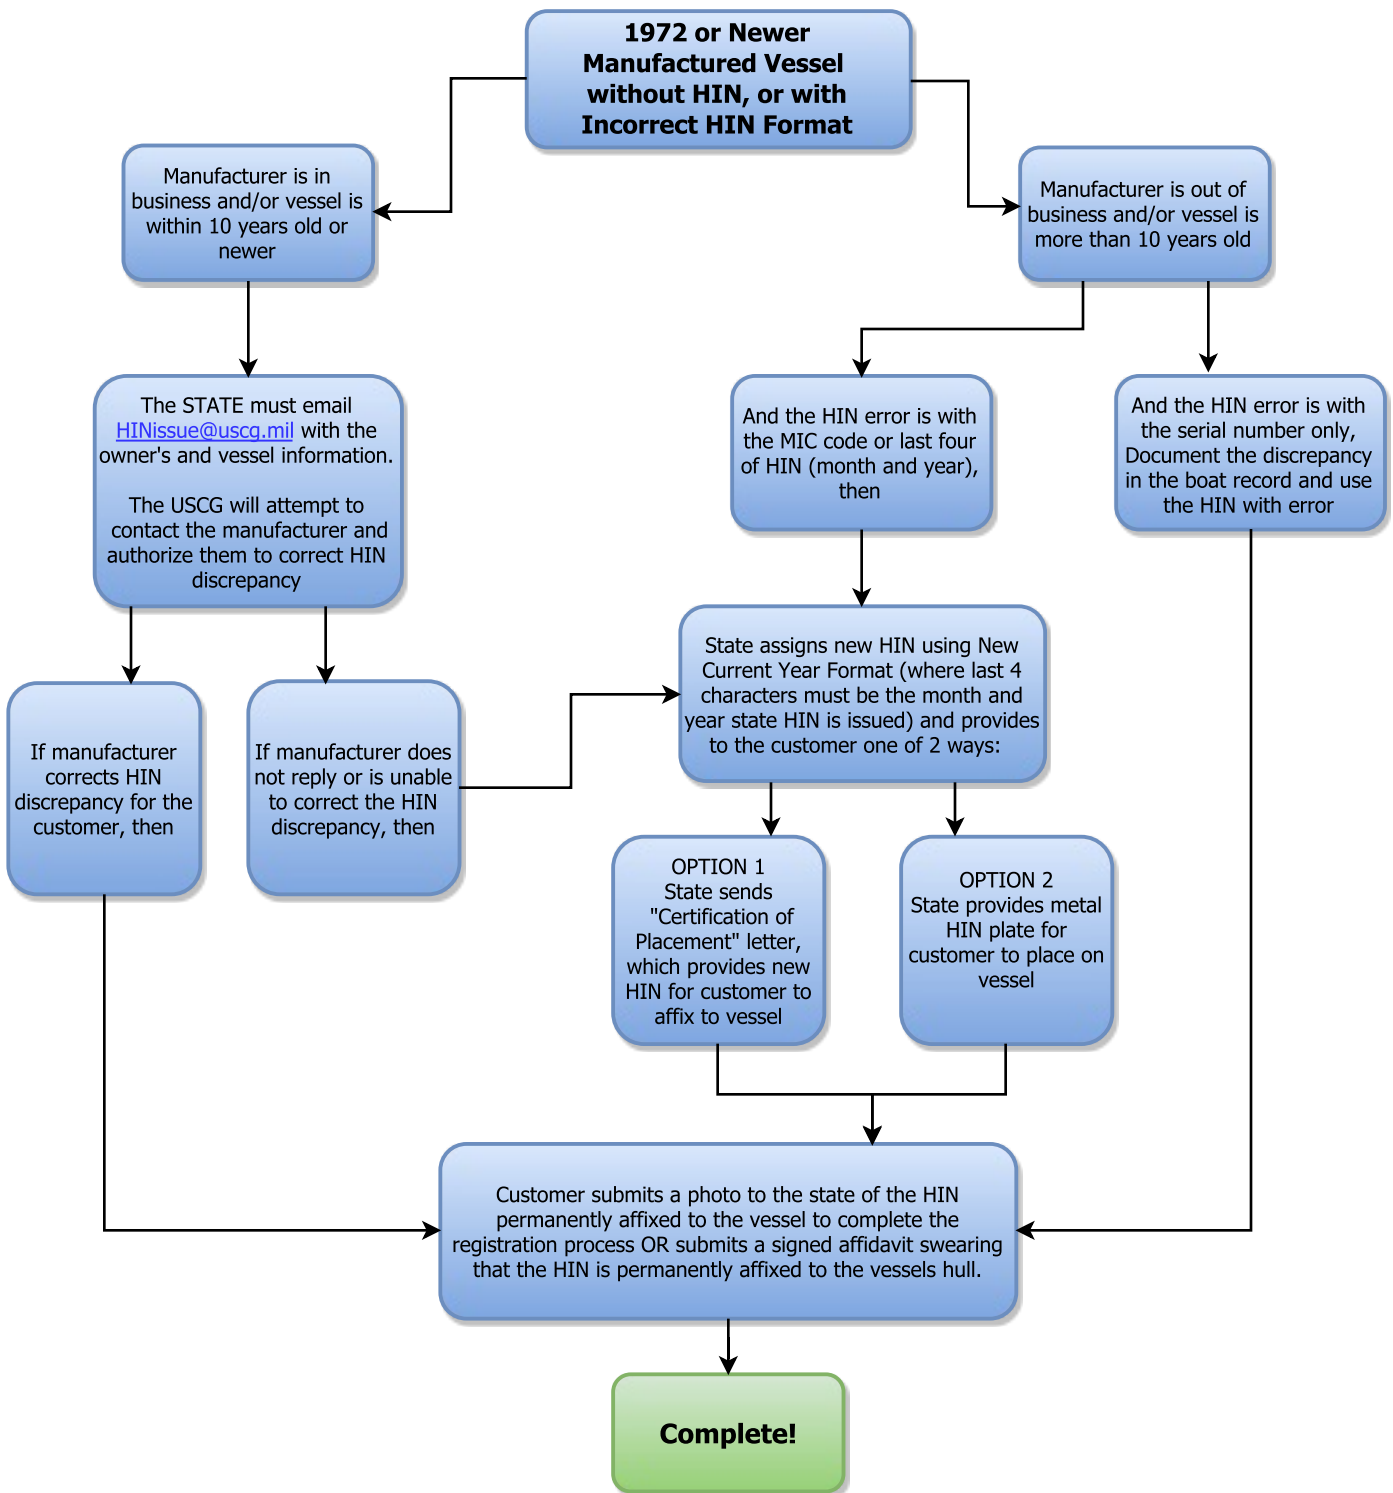 1972 or Newer
Manufactured Vessel
without HIN, or with
Incorrect HIN Format
Manufacturer is in
business and/or vessel is
within 10 years old or
newer
Manufacturer is out of
business and/or vessel is
more than 10 years old
The STATE must email
HINissue@uscg.mil with the
owner's and vessel information.
The USCG will attempt to
contact the manufacturer and
authorize them to correct HIN
discrepancy
And the HIN error is with
the MIC code or last four
of HIN (month and year),
then
And the HIN error is with
the serial number only,
Document the discrepancy
in the boat record and use
the HIN with error
If manufacturer
corrects HIN
discrepancy for the
customer, then
If manufacturer does
not reply or is unable
to correct the HIN
discrepancy, then
State assigns new HIN using New
Current Year Format (where last 4
characters must be the month and
year state HIN is issued) and provides
to the customer one of 2 ways:
OPTION 1
State sends
"Certification of
Placement" letter,
which provides new
HIN for customer to
affix to vessel
OPTION 2
State provides metal
HIN plate for
customer to place on
vessel
Customer submits a photo to the state of the HIN
permanently affixed to the vessel to complete the
registration process OR submits a signed affidavit swearing
that the HIN is permanently affixed to the vessels hull.
Complete!